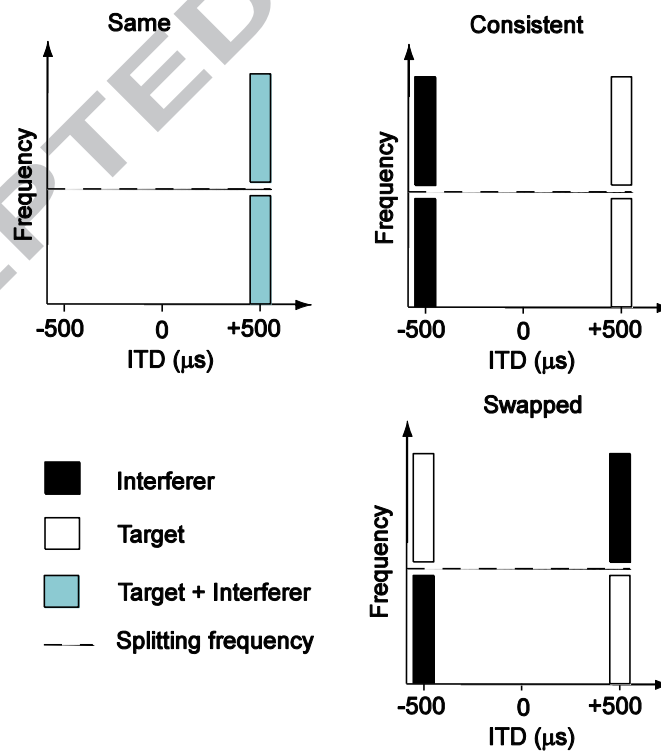 Same
Frequency
-500 0 +500
ITD (μs)
Consistent
Frequency
-500 0 +500
ITD (μs)
Swapped
Frequency
-500 0 +500
ITD (μs)
Interferer
Target
Target + Interferer
Splitting frequency
EPTED